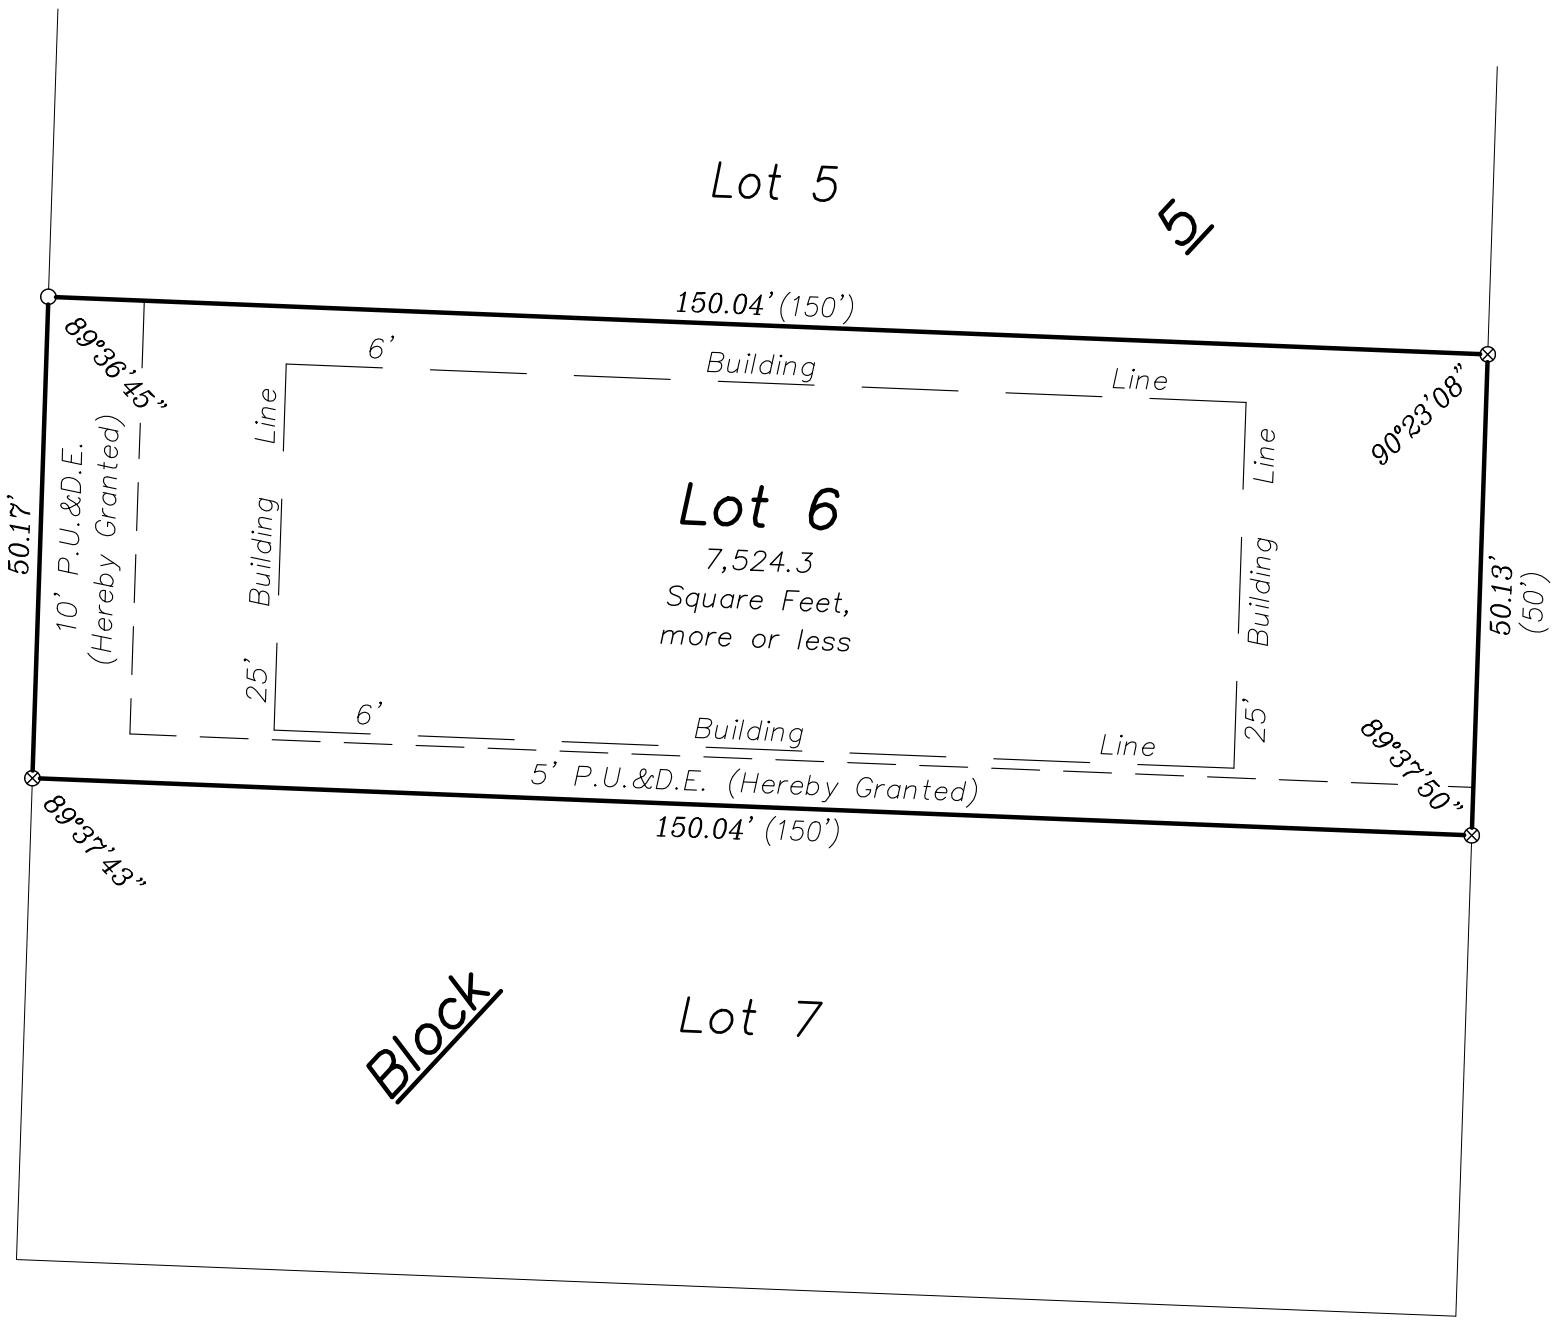 Lot 5
5
150.04' (150')
89°36'45"
6'
Building Line
90°23'08"
Building Line
25'
50.17'
10' P.U.&D.E.
(Hereby Granted)
Lot 6
7,524.3
Square Feet,
more or less
Building Line
25'
50.13'
(50')
6'
Building Line
89°37'50"
5' P.U.&D.E. (Hereby Granted)
150.04' (150')
89°37'43"
Block
Lot 7